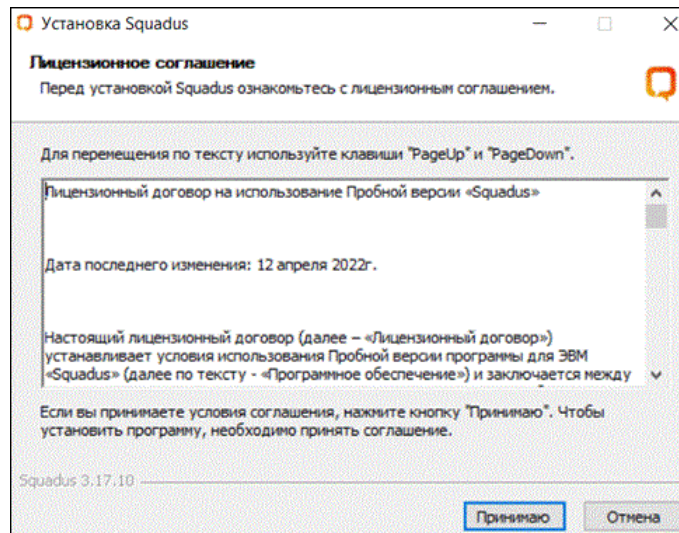 Установка Squadus
Лицензионное соглашение
Перед установкой Squadus ознакомьтесь с лицензионным соглашением.
Для перемещения по тексту используйте клавиши "PageUp" и "PageDown".
Лицензионный договор на использование Пробной версии «Squadus»
Дата последнего изменения: 12 апреля 2022г.
Настоящий лицензионный договор (далее – «Лицензионный договор»)
устанавливает условия использования Пробной версии программы для ЭВМ
«Squadus» (далее по тексту - «Программное обеспечение») и заключается между
Если вы принимаете условия соглашения, нажмите кнопку "Принимаю". Чтобы
установить программу, необходимо принять соглашение.
Squadus 3.17.10
Принимаю
Отмена